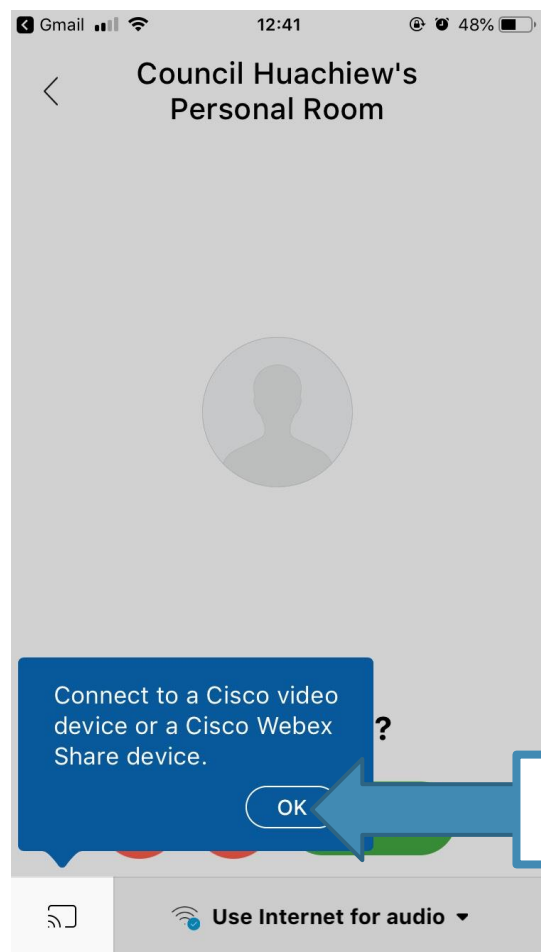 Gmail 12:41 48%
Council Huachiew's
Personal Room
Connect to a Cisco video
device or a Cisco Webex
Share device.
?
OK
Use Internet for audio